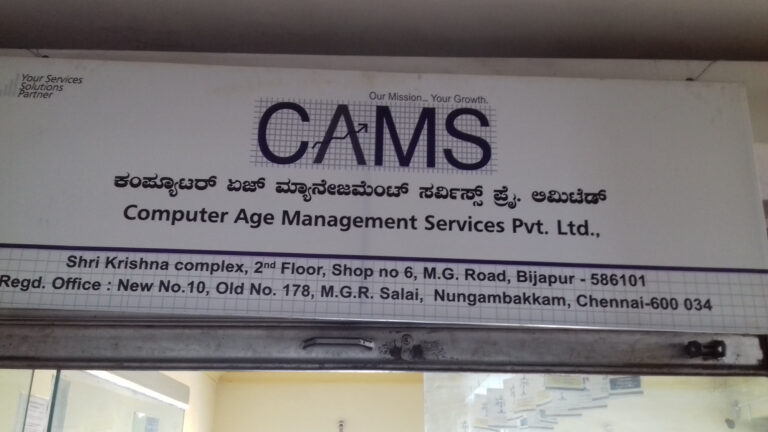 Your Services
Solutions
Partner
Our Mission... Your Growth.
CAMS
ಕಂಪ್ಯೂಟರ್ ಏಜ್ ಮ್ಯಾನೇಜಮೆಂಟ್ ಸರ್ವಿಸ್ಸ್ ಪ್ರೈ. ಲಿಮಿಟೆಡ್
Computer Age Management Services Pvt. Ltd.,
Shri Krishna complex, 2nd Floor, Shop no 6, M.G. Road, Bijapur - 586101
Regd. Office : New No.10, Old No. 178, M.G.R. Salai, Nungambakkam, Chennai-600 034